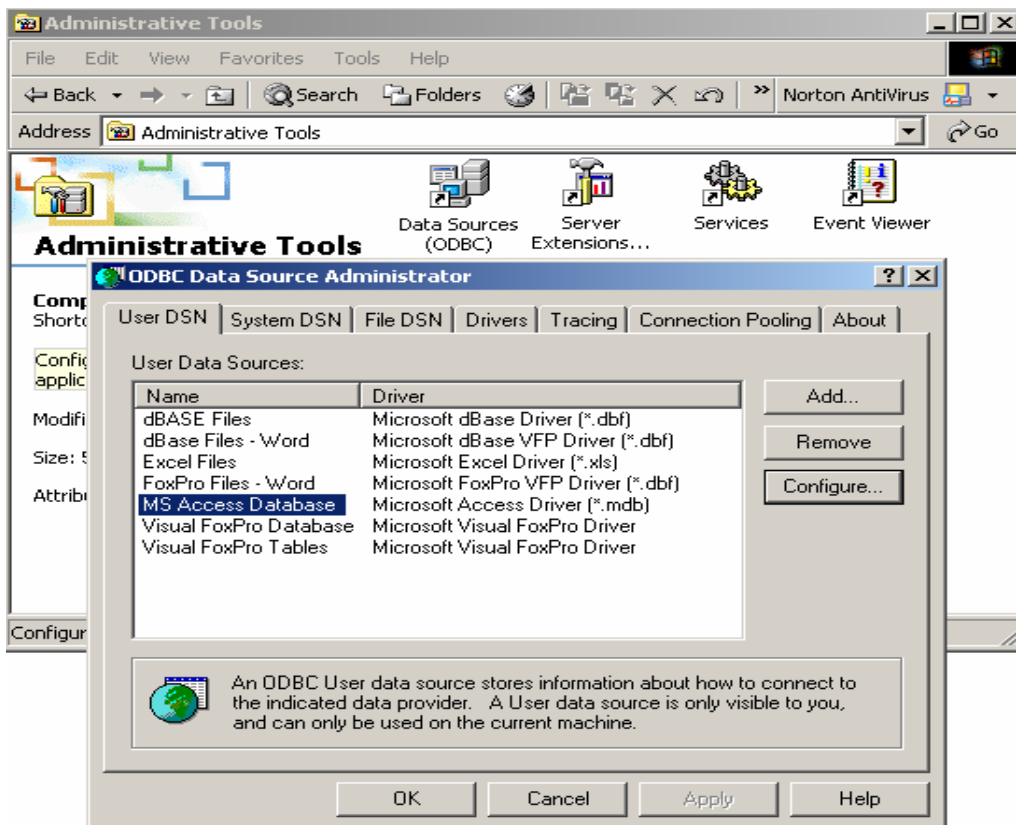 Administrative Tools
File Edit View Favorites Tools Help
Back Search Folders » Norton AntiVirus
Address Administrative Tools Go
Administrative Tools
Data Sources (ODBC)
Server Extensions...
Services
Event Viewer
Comp
Shortc
Config
applic
Modifi
Size: 5
Attribu
Configur
ODBC Data Source Administrator
User DSN System DSN File DSN Drivers Tracing Connection Pooling About
User Data Sources:
Name Driver
dBASE Files Microsoft dBase Driver (*.dbf)
dBase Files - Word Microsoft dBase VFP Driver (*.dbf)
Excel Files Microsoft Excel Driver (*.xls)
FoxPro Files - Word Microsoft FoxPro VFP Driver (*.dbf)
MS Access Database Microsoft Access Driver (*.mdb)
Visual FoxPro Database Microsoft Visual FoxPro Driver
Visual FoxPro Tables Microsoft Visual FoxPro Driver
Add...
Remove
Configure...
An ODBC User data source stores information about how to connect to
the indicated data provider. A User data source is only visible to you,
and can only be used on the current machine.
OK Cancel Apply Help